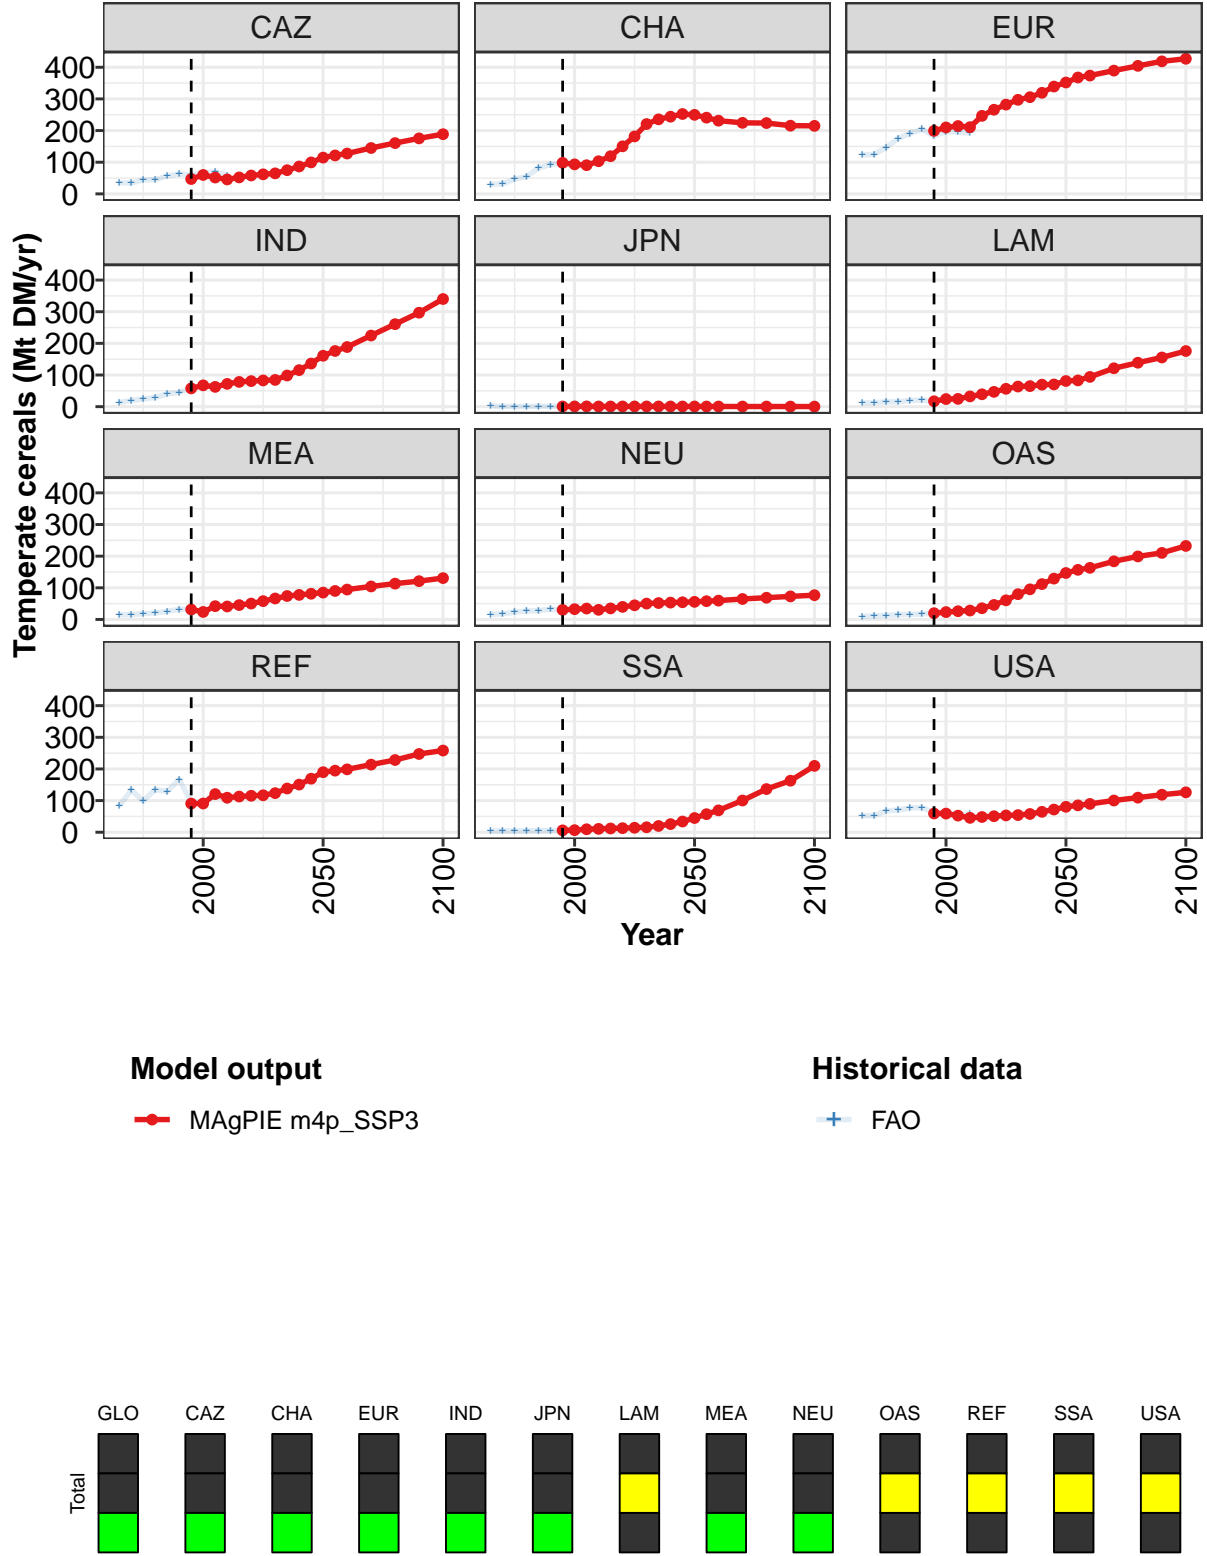 CAZ CHA EUR
400
300
200
100
0
IND JPN LAM
400
300
200
100
0
MEA NEU OAS
400
300
200
100
0
REF SSA USA
400
300
200
100
0
Temperate cereals (Mt DM/yr)
2000 2050 2100 2000 2050 2100 2000 2050 2100
Year
Model output Historical data
MAgPIE m4p_SSP3 FAO
GLO CAZ CHA EUR IND JPN LAM MEA NEU OAS REF SSA USA
Total